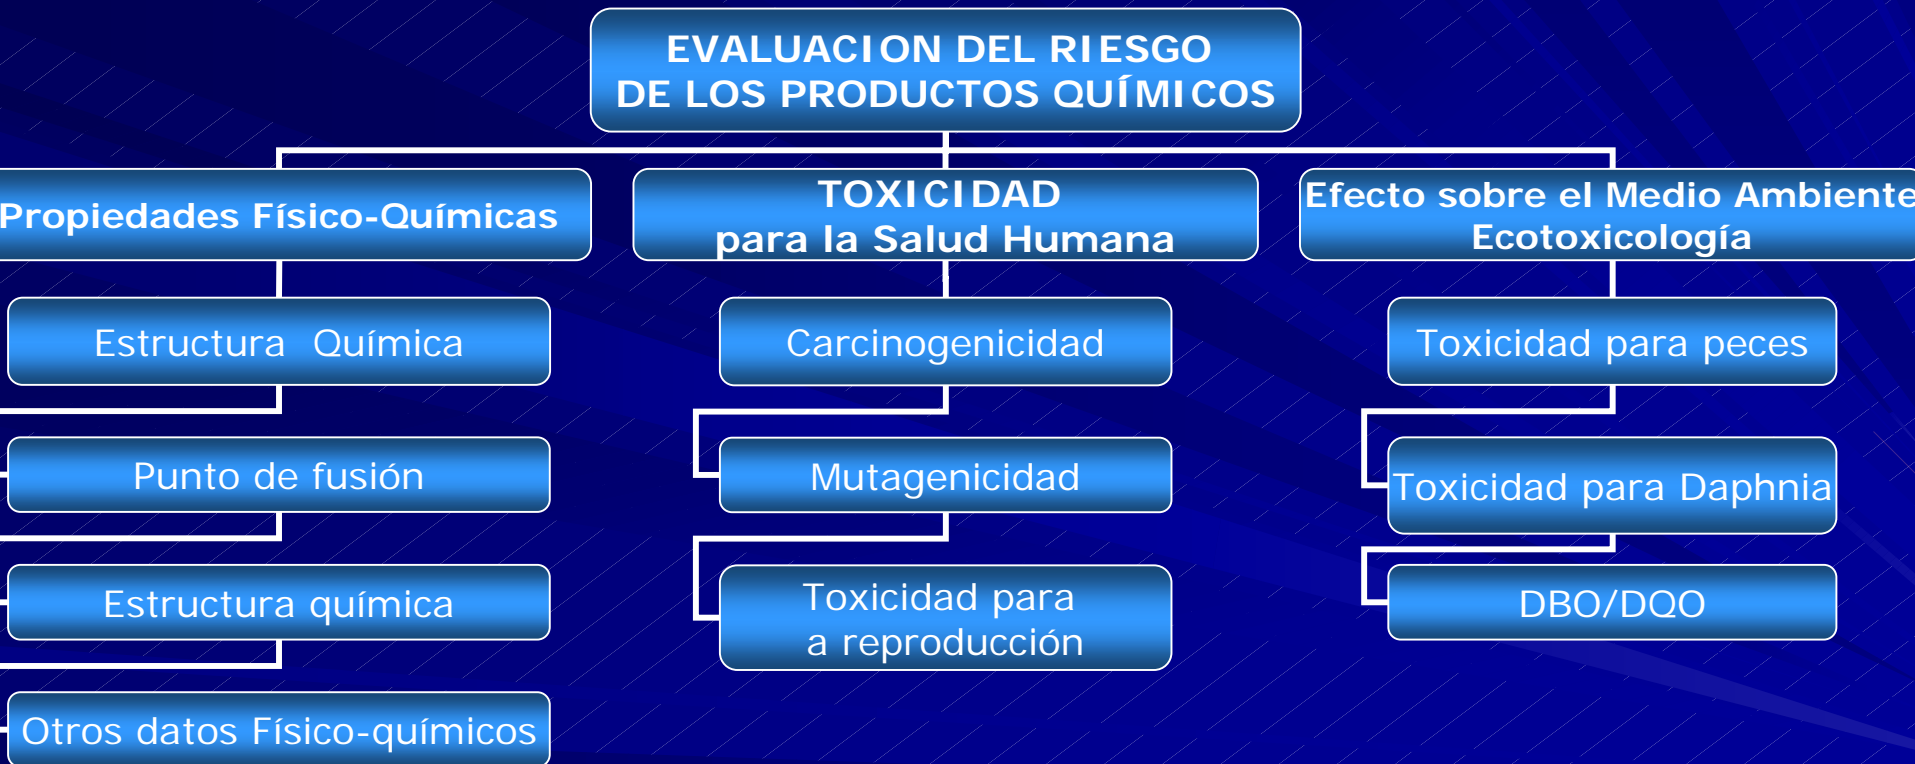 EVALUACION DEL RIESGO
DE LOS PRODUCTOS QUÍMICOS
Propiedades Físico-Químicas
Estructura Química
Punto de fusión
Estructura química
Otros datos Físico-químicos
TOXICIDAD
para la Salud Humana
Carcinogenicidad
Mutagenicidad
Toxicidad para
a reproducción
Efecto sobre el Medio Ambiente
Ecotoxicología
Toxicidad para peces
Toxicidad para Daphnia
DBO/DQO